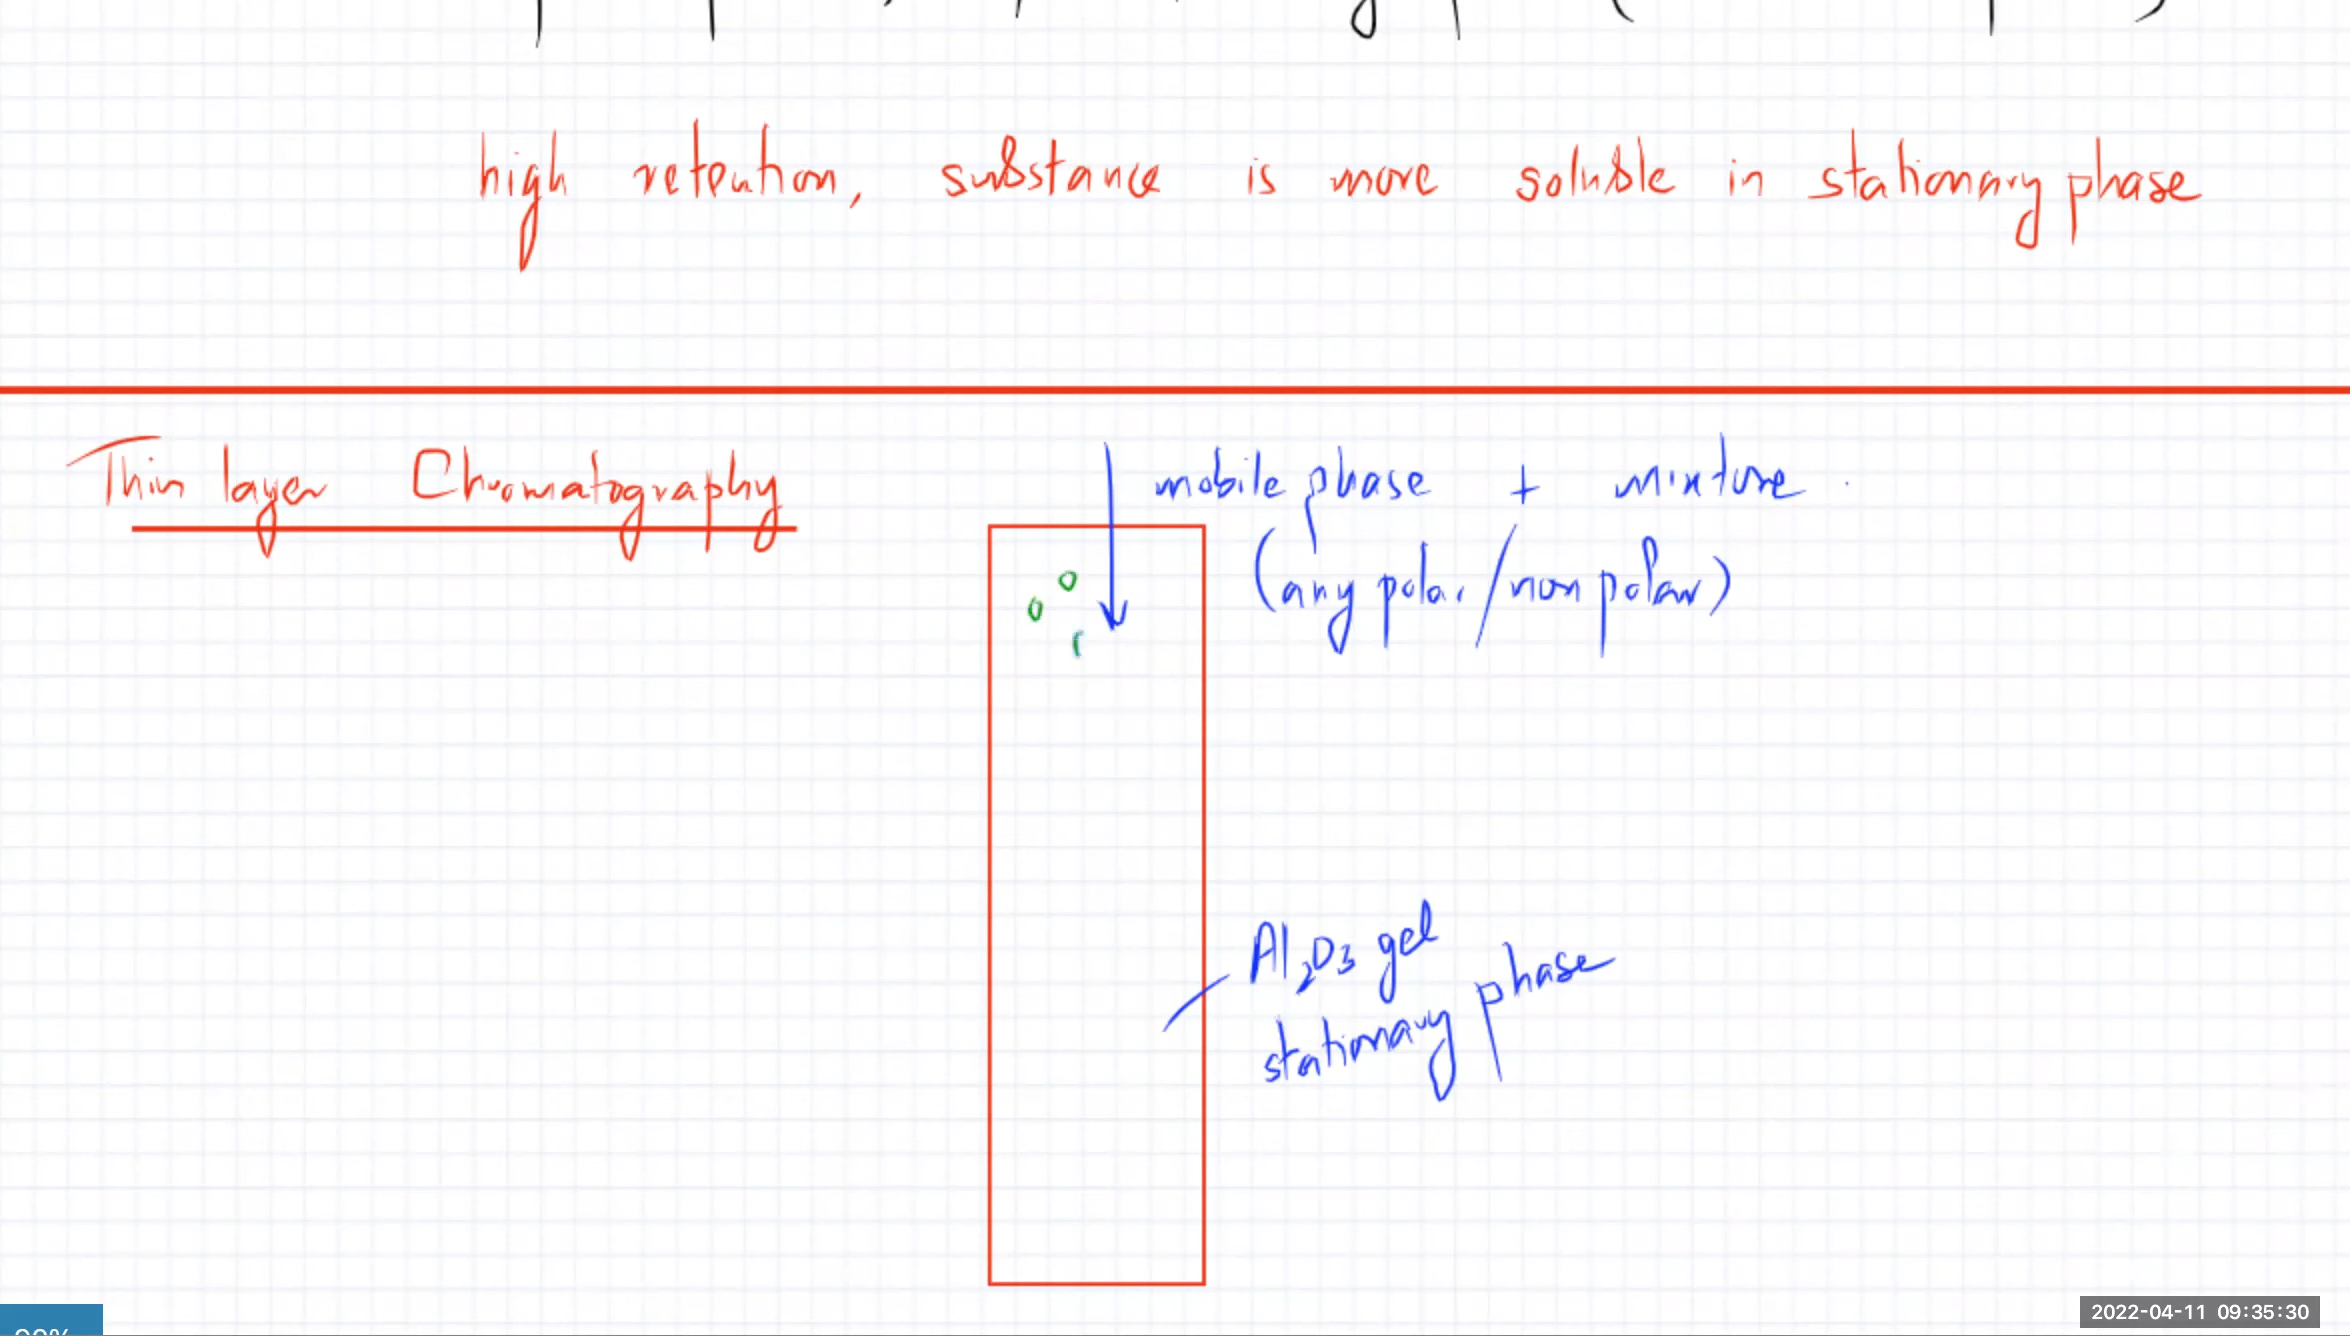 high retention, substance is more soluble in stationary phase
Thin layer Chromatography
mobile phase + mixture
(any polar/non polar)
Al2O3 gel
stationary phase
2022-04-11 09:35:30